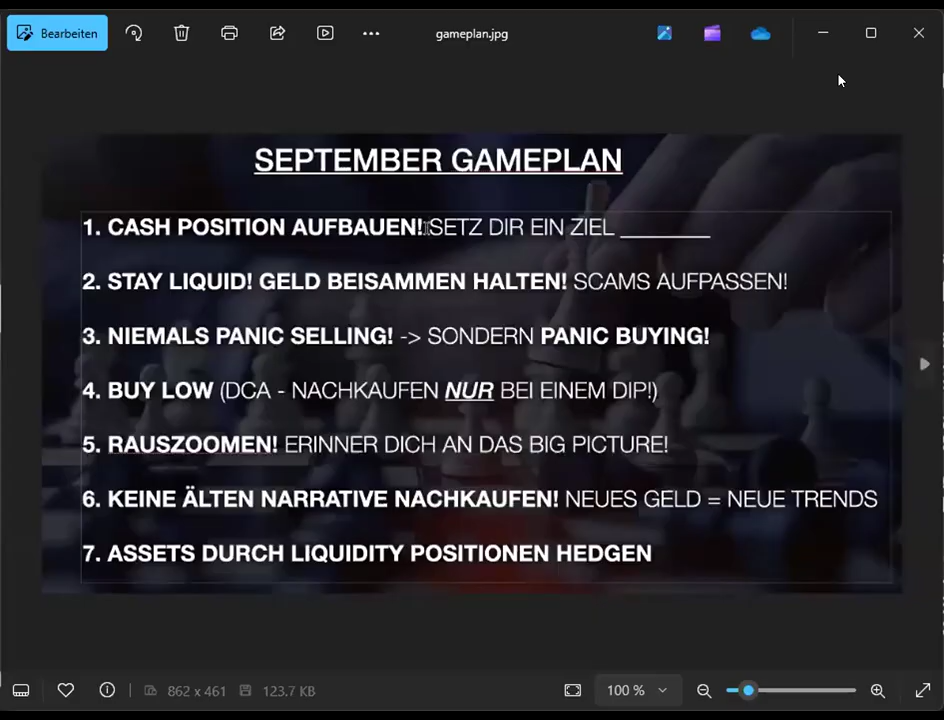 Bearbeiten
gameplan.jpg
SEPTEMBER GAMEPLAN
1. CASH POSITION AUFBAUEN! SETZ DIR EIN ZIEL ________
2. STAY LIQUID! GELD BEISAMMEN HALTEN! SCAMS AUFPASSEN!
3. NIEMALS PANIC SELLING! -> SONDERN PANIC BUYING!
4. BUY LOW (DCA - NACHKAUFEN NUR BEI EINEM DIP!)
5. RAUSZOOMEN! ERINNER DICH AN DAS BIG PICTURE!
6. KEINE ÄLTEN NARRATIVE NACHKAUFEN! NEUES GELD = NEUE TRENDS
7. ASSETS DURCH LIQUIDITY POSITIONEN HEDGEN
862 x 461
123.7 KB
100 %